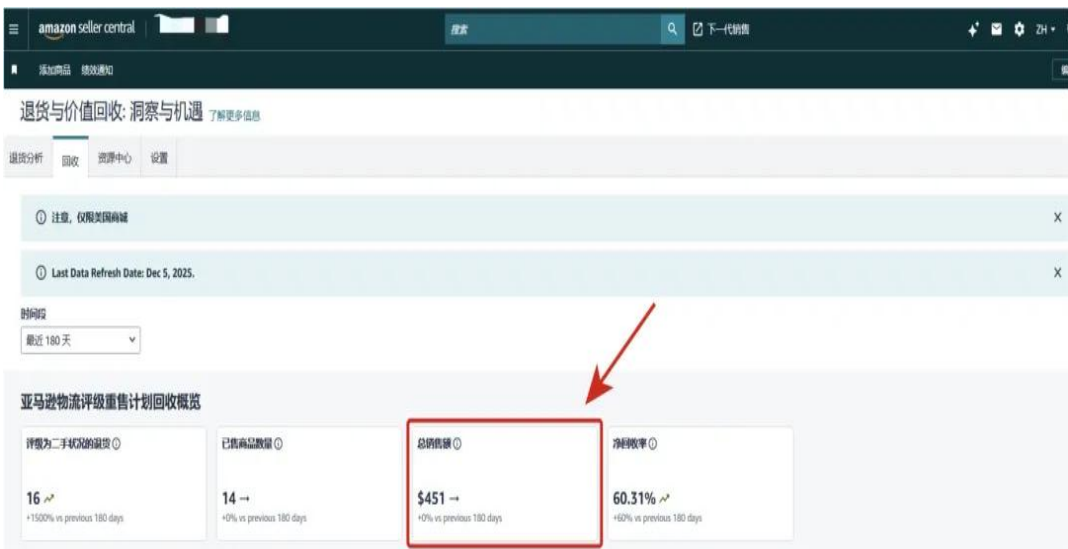 amazon seller central
搜索
下一代销售
ZH
添加商品 绩效通知
退货与价值回收: 洞察与机遇 了解更多信息
退货分析 回收 资源中心 设置
注意，仅限美国商城 X
Last Data Refresh Date: Dec 5, 2025. X
时间段
最近 180 天
亚马逊物流评级重售计划回收概览
评级为二手状况的退货
16
+1500% vs previous 180 days
已售商品数量
14 →
+0% vs previous 180 days
总销售额
$451 →
+0% vs previous 180 days
净回收率
60.31%
+60% vs previous 180 days